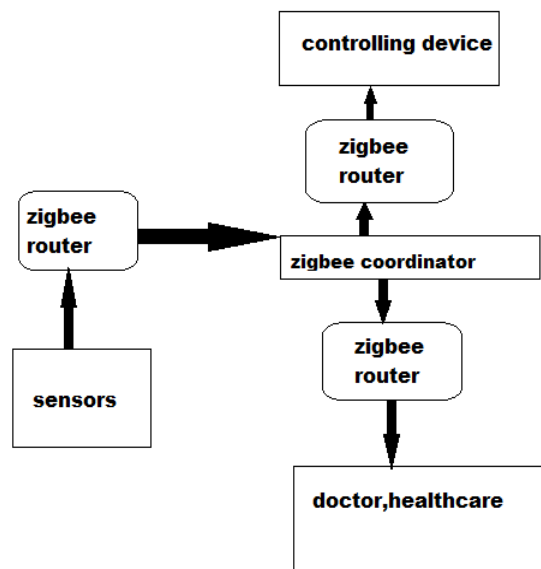 controlling device
zigbee
router
zigbee
router
zigbee coordinator
zigbee
router
sensors
doctor,healthcare